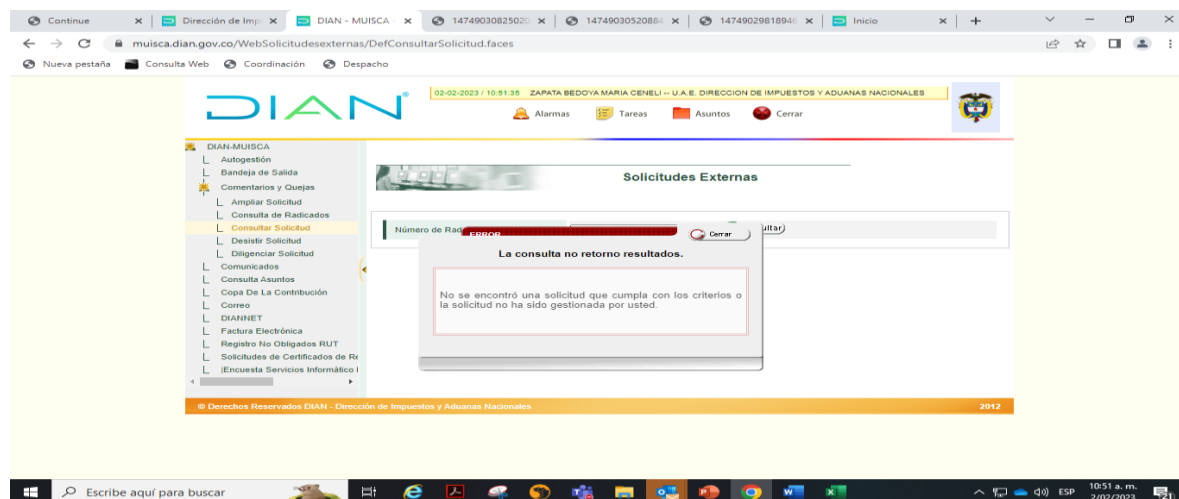 Continue
Dirección de Imp
DIAN - MUISCA -
14749030825020
14749030520884
14749029818946
Inicio
muisca.dian.gov.co/WebSolicitudesexternas/DefConsultarSolicitud.faces
Nueva pestaña Consulta Web Coordinación Despacho
DIAN
02-02-2023 / 10:51:35 ZAPATA BEDOYA MARIA CENELI -- U.A.E. DIRECCION DE IMPUESTOS Y ADUANAS NACIONALES
Alarmas Tareas Asuntos Cerrar
DIAN-MUISCA
Autogestión
Bandeja de Salida
Comentarios y Quejas
Ampliar Solicitud
Consulta de Radicados
Consultar Solicitud
Desistir Solicitud
Diligenciar Solicitud
Comunicados
Consulta Asuntos
Copa De La Contribución
Correo
DIANNET
Factura Electrónica
Registro No Obligados RUT
Solicitudes de Certificados de Re
|Encuesta Servicios Informático
Solicitudes Externas
Número de Rad
ultar)
ERROR
Cerrar
La consulta no retorno resultados.
No se encontró una solicitud que cumpla con los criterios o
la solicitud no ha sido gestionada por usted.
© Derechos Reservados DIAN - Dirección de Impuestos y Aduanas Nacionales 2012
Escribe aquí para buscar
ESP
10:51 a. m.
2/02/2023